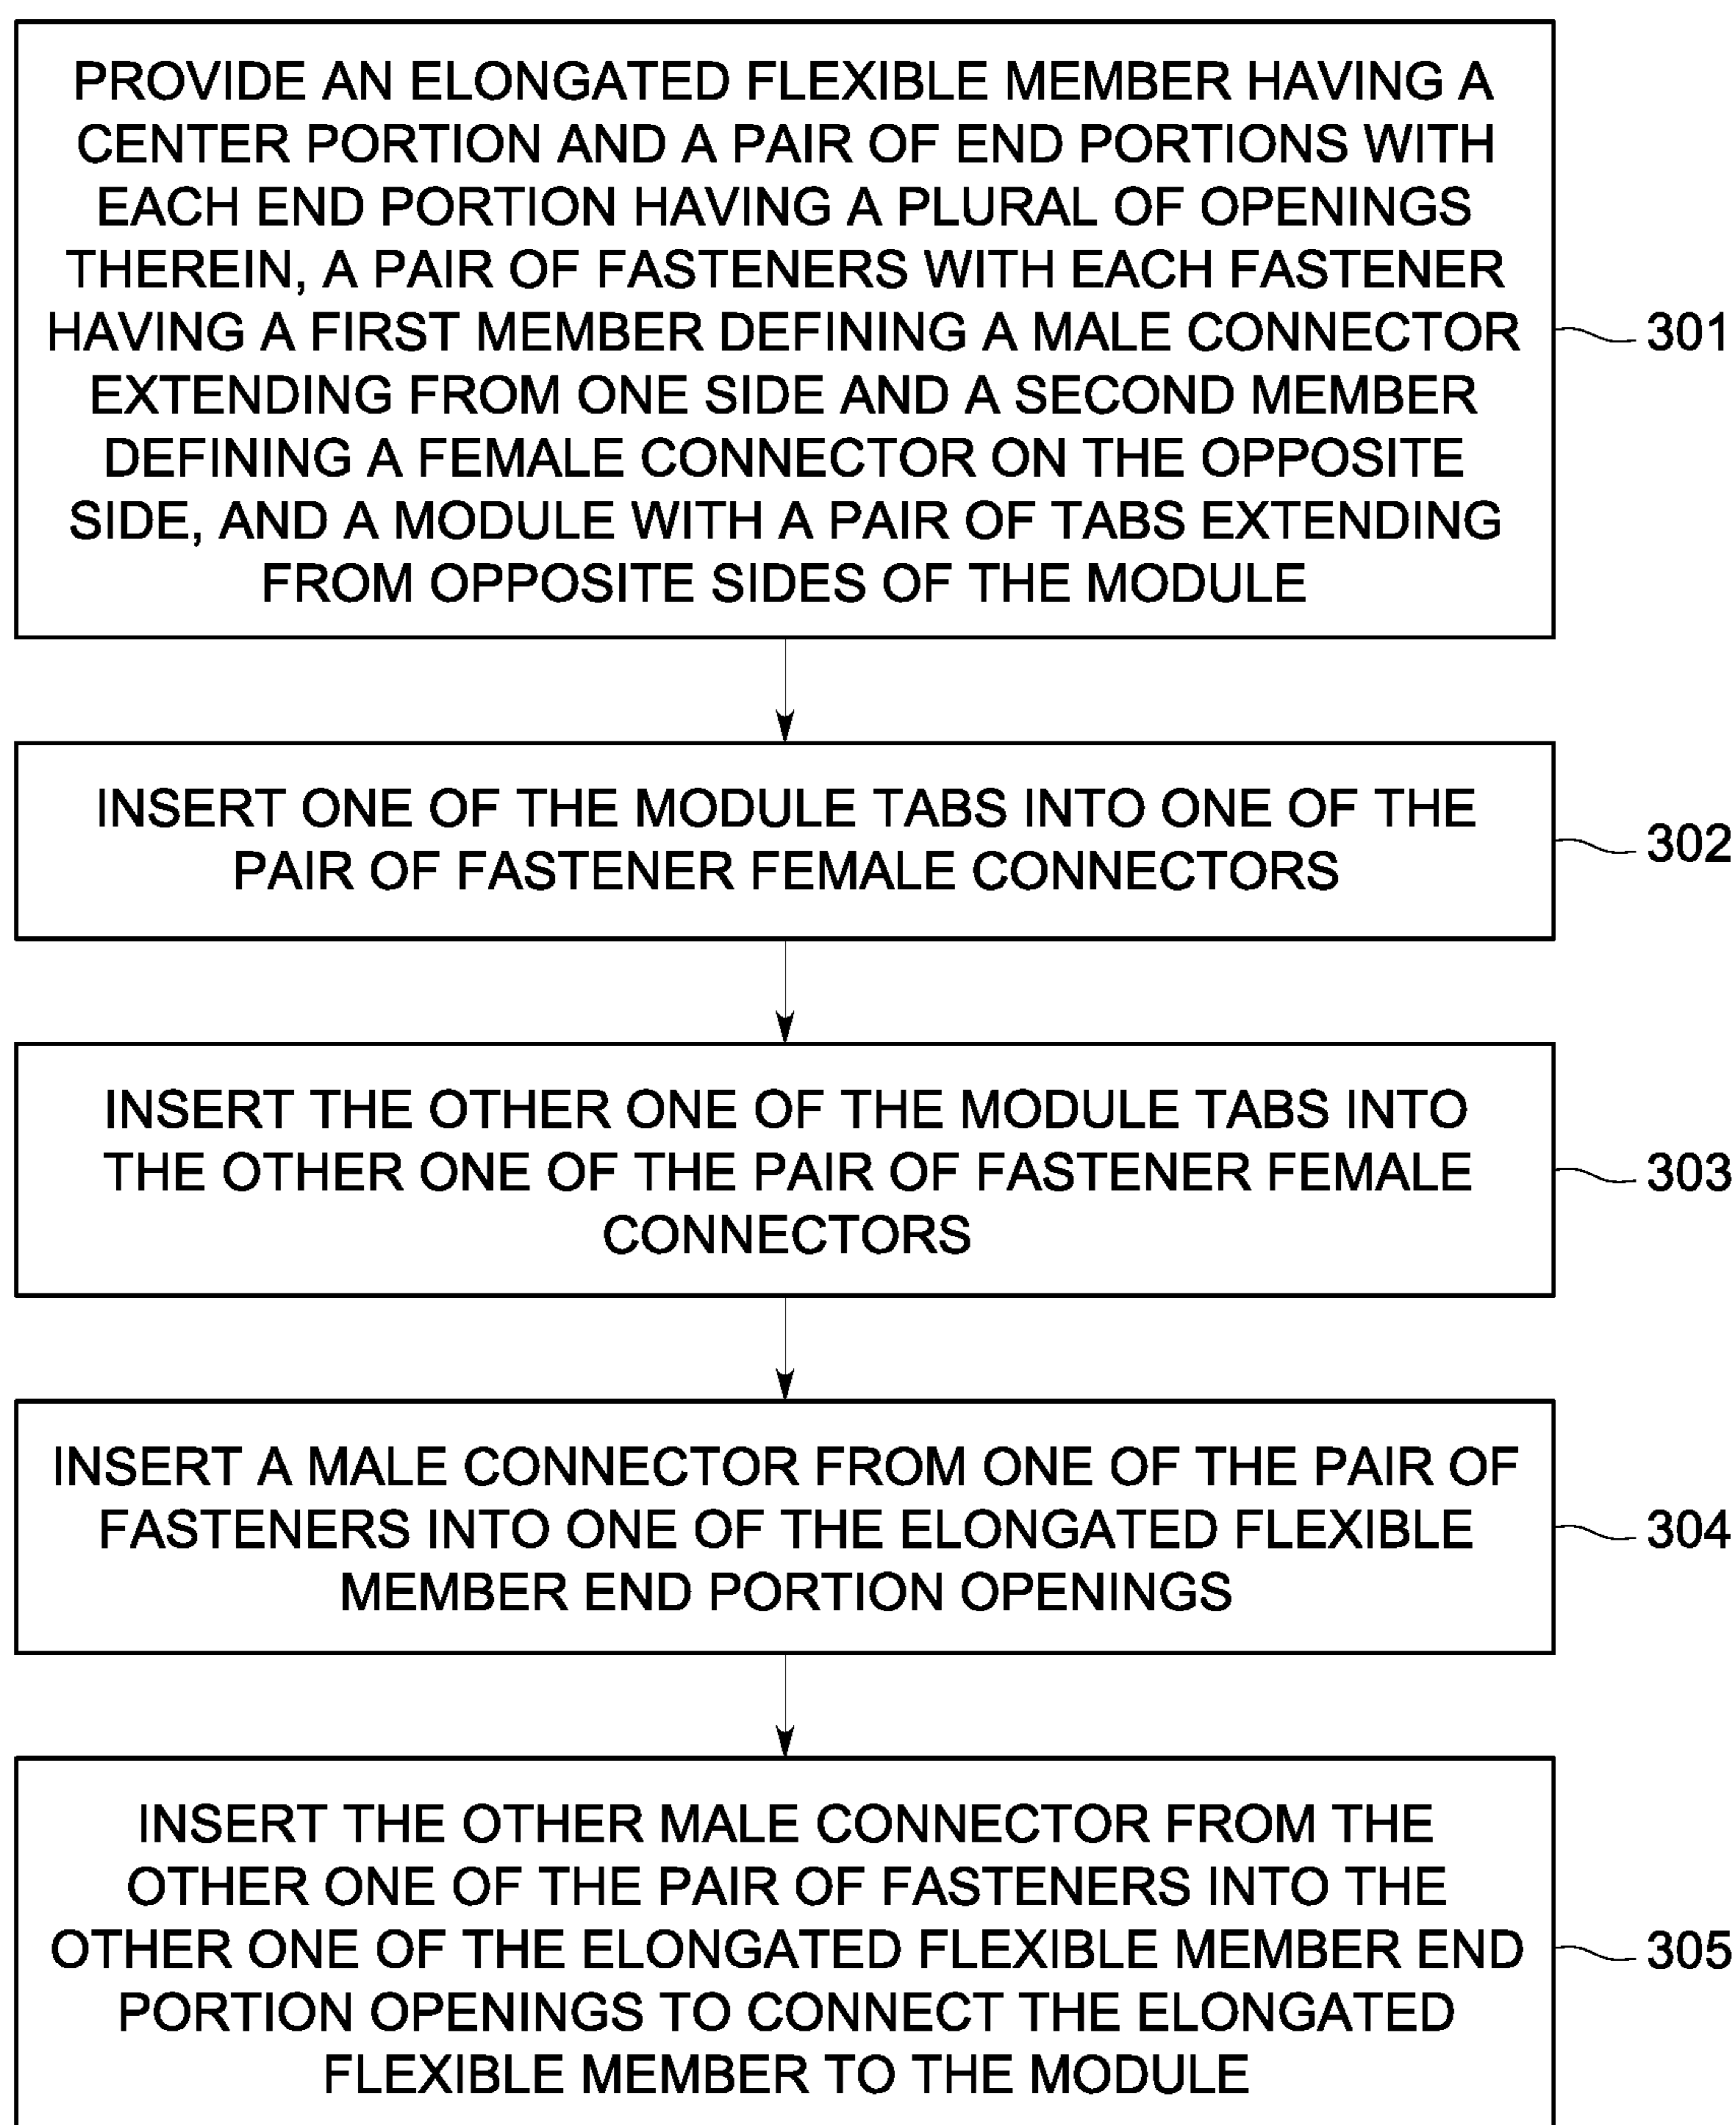 PROVIDE AN ELONGATED FLEXIBLE MEMBER HAVING A
CENTER PORTION AND A PAIR OF END PORTIONS WITH
EACH END PORTION HAVING A PLURAL OF OPENINGS
THEREIN, A PAIR OF FASTENERS WITH EACH FASTENER
HAVING A FIRST MEMBER DEFINING A MALE CONNECTOR
EXTENDING FROM ONE SIDE AND A SECOND MEMBER
DEFINING A FEMALE CONNECTOR ON THE OPPOSITE
SIDE, AND A MODULE WITH A PAIR OF TABS EXTENDING
FROM OPPOSITE SIDES OF THE MODULE
301
INSERT ONE OF THE MODULE TABS INTO ONE OF THE
PAIR OF FASTENER FEMALE CONNECTORS
302
INSERT THE OTHER ONE OF THE MODULE TABS INTO
THE OTHER ONE OF THE PAIR OF FASTENER FEMALE
CONNECTORS
303
INSERT A MALE CONNECTOR FROM ONE OF THE PAIR OF
FASTENERS INTO ONE OF THE ELONGATED FLEXIBLE
MEMBER END PORTION OPENINGS
304
INSERT THE OTHER MALE CONNECTOR FROM THE
OTHER ONE OF THE PAIR OF FASTENERS INTO THE
OTHER ONE OF THE ELONGATED FLEXIBLE MEMBER END
PORTION OPENINGS TO CONNECT THE ELONGATED
FLEXIBLE MEMBER TO THE MODULE
305